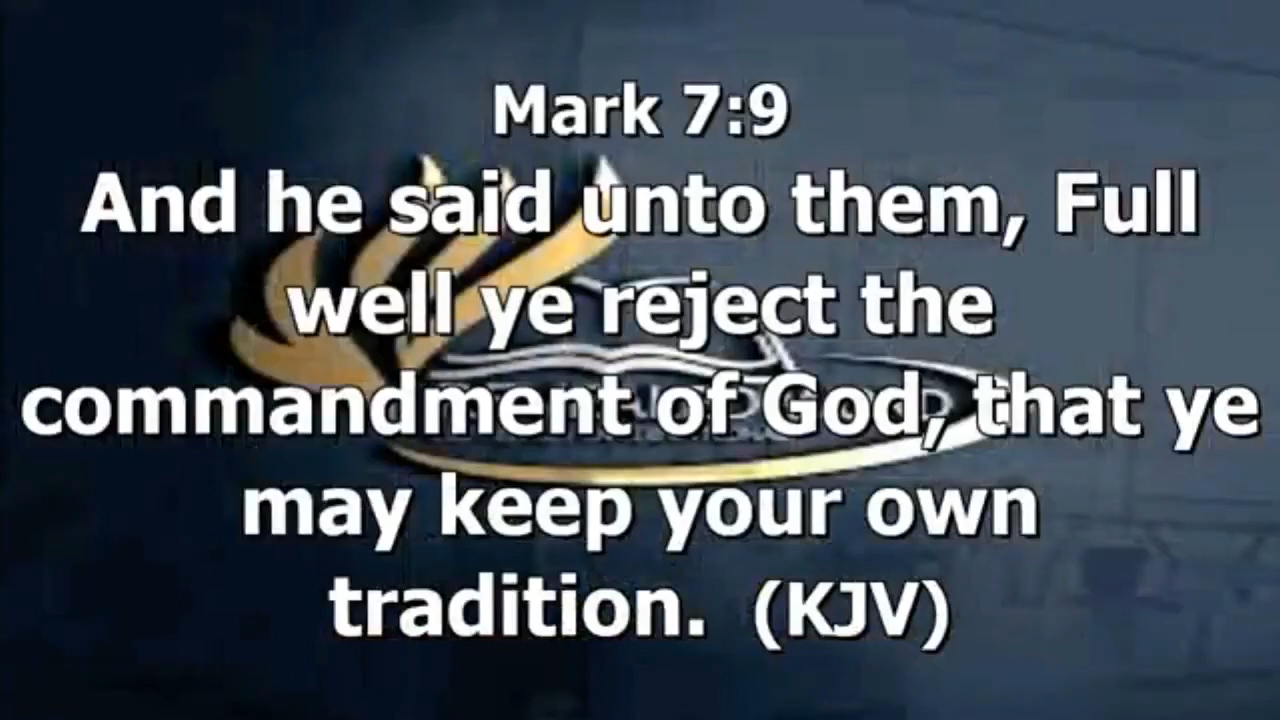 Mark 7:9
And he said unto them, Full
well ye reject the
commandment of God, that ye
may keep your own
tradition. (KJV)